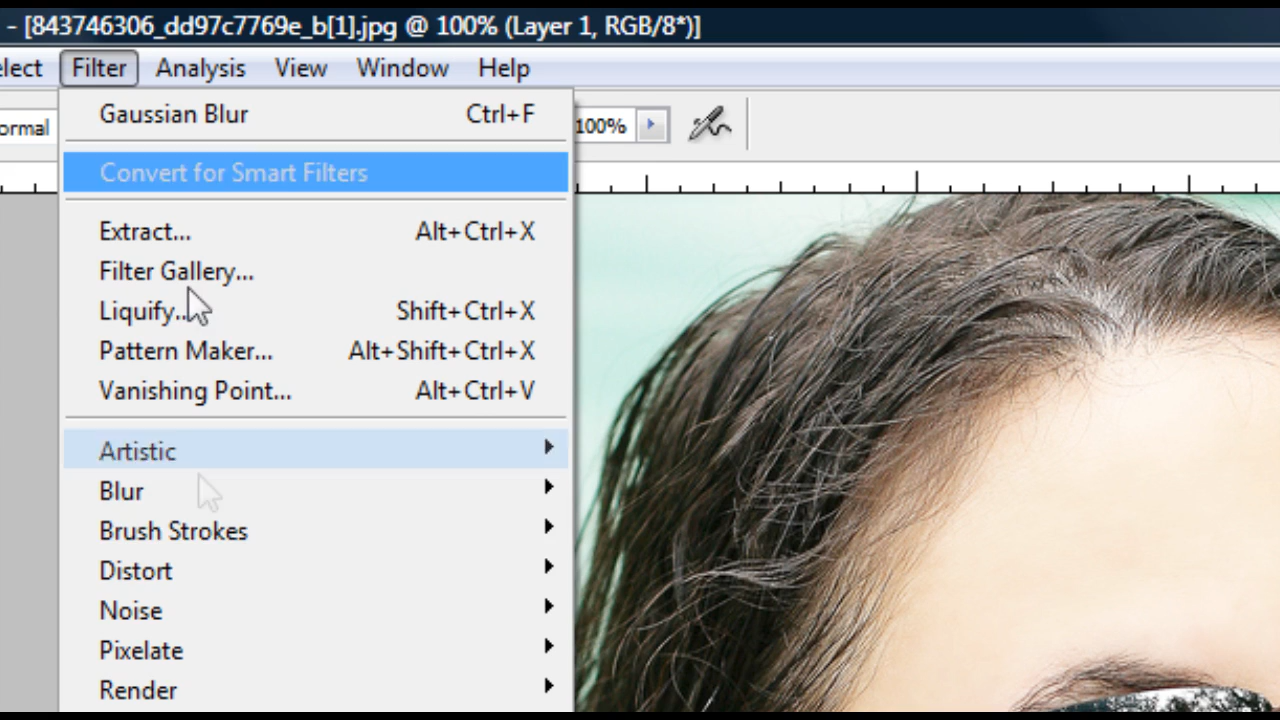 - [843746306_dd97c7769e_b[1].jpg @ 100% (Layer 1, RGB/8*)]
elect Filter Analysis View Window Help
Gaussian Blur Ctrl+F
ormal 100%
Convert for Smart Filters
Extract... Alt+Ctrl+X
Filter Gallery...
Liquify... Shift+Ctrl+X
Pattern Maker... Alt+Shift+Ctrl+X
Vanishing Point... Alt+Ctrl+V
Artistic
Blur
Brush Strokes
Distort
Noise
Pixelate
Render